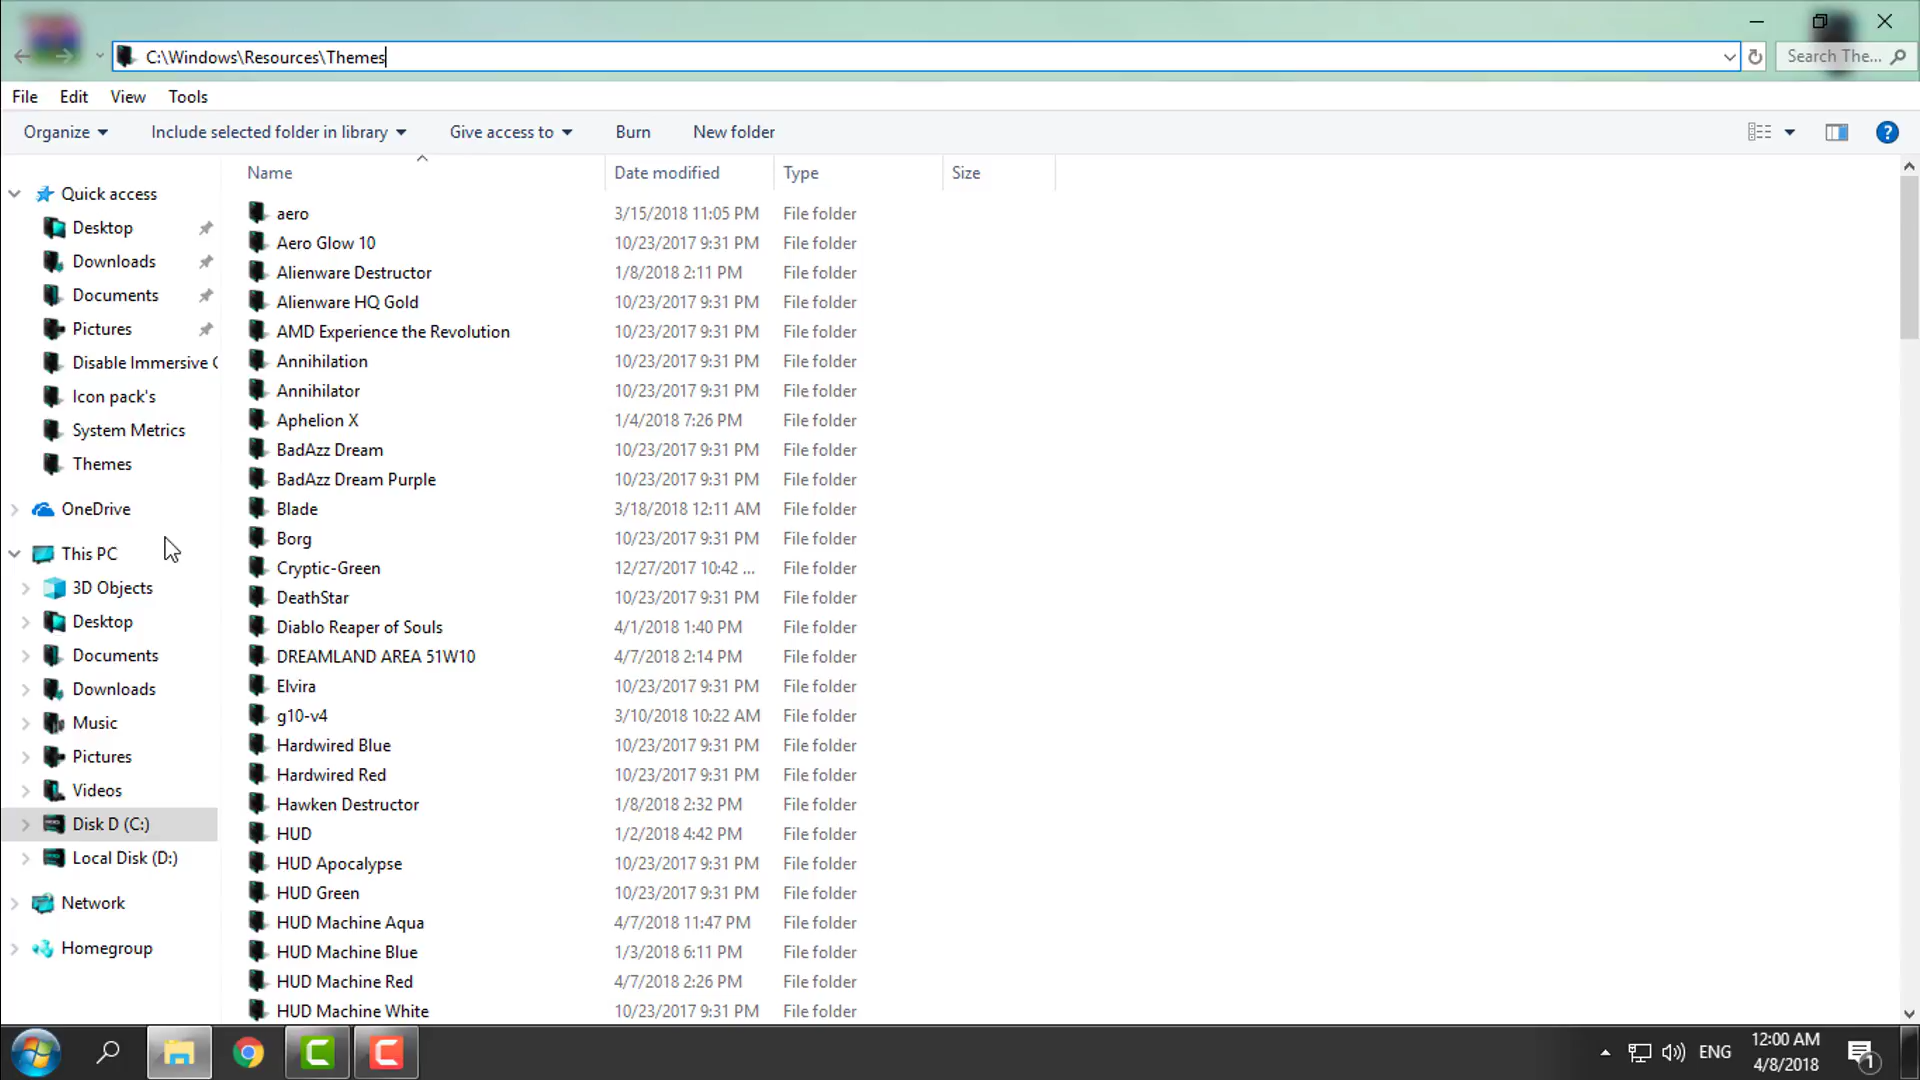 C:\Windows\Resources\Themes
Search The...
File Edit View Tools
Organize Include selected folder in library Give access to Burn New folder
Name Date modified Type Size
Quick access
Desktop
Downloads
Documents
Pictures
Disable Immersive
Icon pack's
System Metrics
Themes
OneDrive
This PC
3D Objects
Desktop
Documents
Downloads
Music
Pictures
Videos
Disk D (C:)
Local Disk (D:)
Network
Homegroup
aero 3/15/2018 11:05 PM File folder
Aero Glow 10 10/23/2017 9:31 PM File folder
Alienware Destructor 1/8/2018 2:11 PM File folder
Alienware HQ Gold 10/23/2017 9:31 PM File folder
AMD Experience the Revolution 10/23/2017 9:31 PM File folder
Annihilation 10/23/2017 9:31 PM File folder
Annihilator 10/23/2017 9:31 PM File folder
Aphelion X 1/4/2018 7:26 PM File folder
BadAzz Dream 10/23/2017 9:31 PM File folder
BadAzz Dream Purple 10/23/2017 9:31 PM File folder
Blade 3/18/2018 12:11 AM File folder
Borg 10/23/2017 9:31 PM File folder
Cryptic-Green 12/27/2017 10:42 ... File folder
DeathStar 10/23/2017 9:31 PM File folder
Diablo Reaper of Souls 4/1/2018 1:40 PM File folder
DREAMLAND AREA 51W10 4/7/2018 2:14 PM File folder
Elvira 10/23/2017 9:31 PM File folder
g10-v4 3/10/2018 10:22 AM File folder
Hardwired Blue 10/23/2017 9:31 PM File folder
Hardwired Red 10/23/2017 9:31 PM File folder
Hawken Destructor 1/8/2018 2:32 PM File folder
HUD 1/2/2018 4:42 PM File folder
HUD Apocalypse 10/23/2017 9:31 PM File folder
HUD Green 10/23/2017 9:31 PM File folder
HUD Machine Aqua 4/7/2018 11:47 PM File folder
HUD Machine Blue 1/3/2018 6:11 PM File folder
HUD Machine Red 4/7/2018 2:26 PM File folder
HUD Machine White 10/23/2017 9:31 PM File folder
ENG
12:00 AM
4/8/2018
1